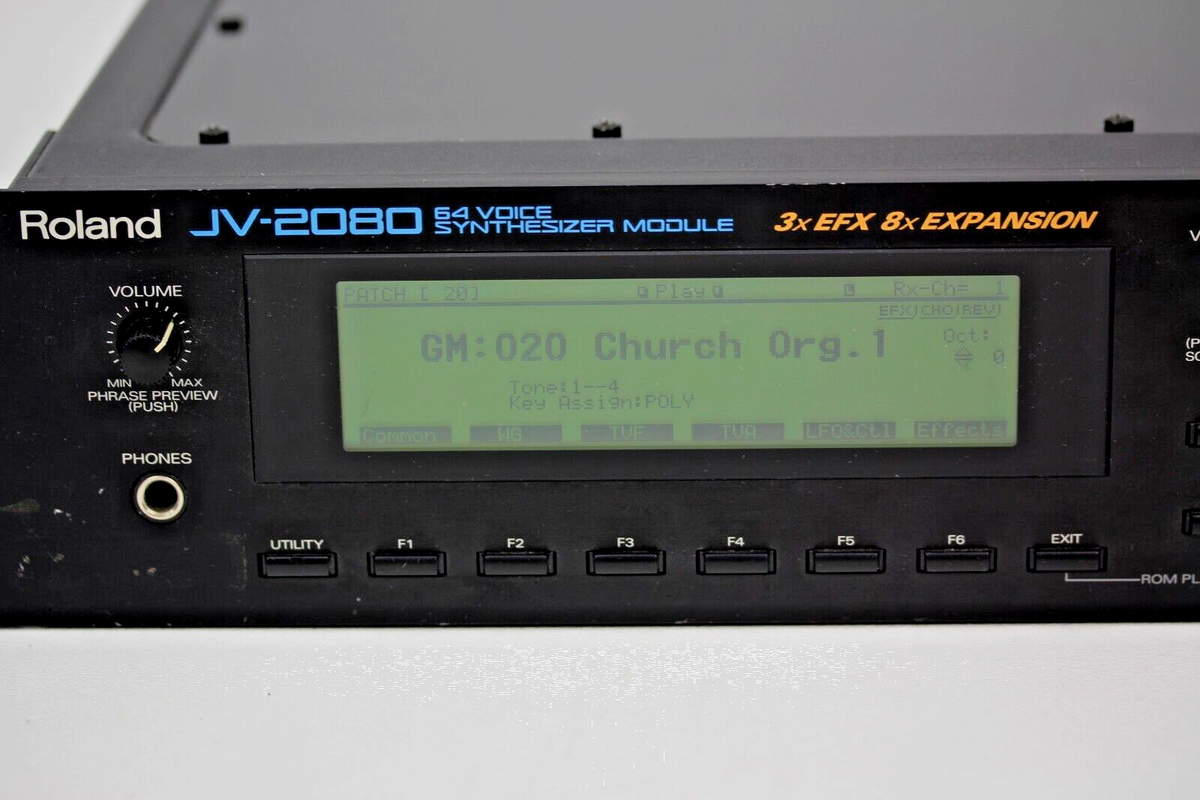 Roland JV-2080 64 VOICE SYNTHESIZER MODULE 3x EFX 8x EXPANSION
VOLUME
MIN MAX
PHRASE PREVIEW
(PUSH)
PHONES
PATCH [ 20] Play L Rx-Ch= 1
EFX CHO REV
GM:020 Church Org.1
Oct:
0
Tone:1--4
Key Assign:POLY
Common WG TVF TVA LFO&Ctl Effects
UTILITY F1 F2 F3 F4 F5 F6 EXIT